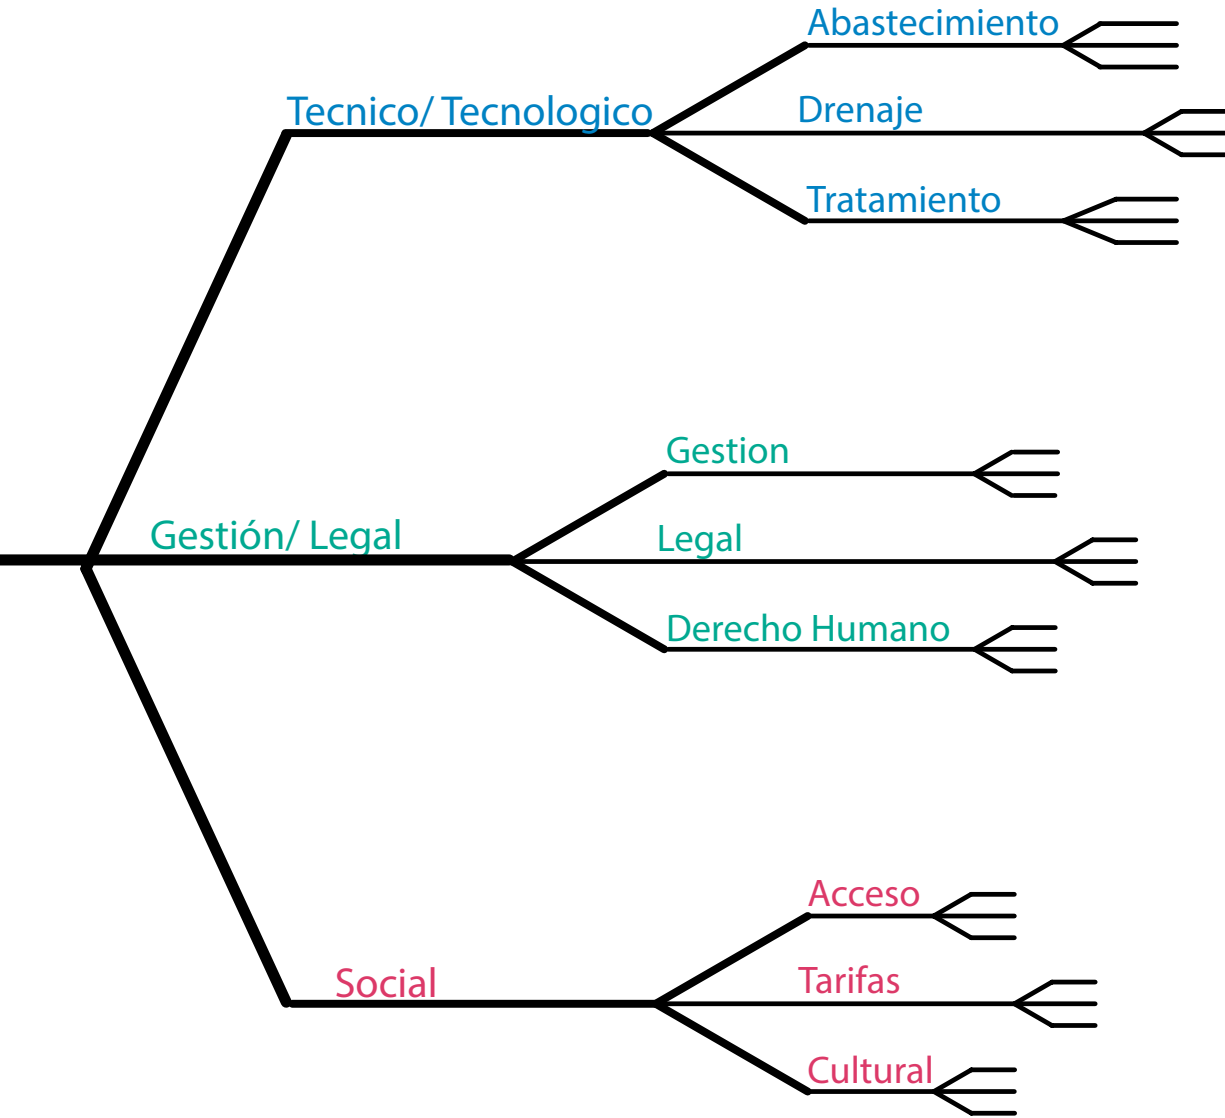 Abastecimiento
Tecnico/ Tecnologico
Drenaje
Tratamiento
Gestion
Gestión/ Legal
Legal
Derecho Humano
Acceso
Social
Tarifas
Cultural